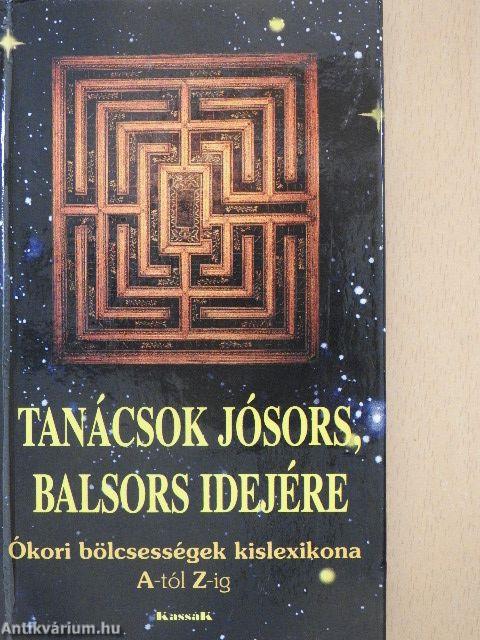 TANÁCSOK JÓSORS,
BALSORS IDEJÉRE
Ókori bölcsességek kislexikona
A-tól Z-ig
KassáK
Antikvárium.hu